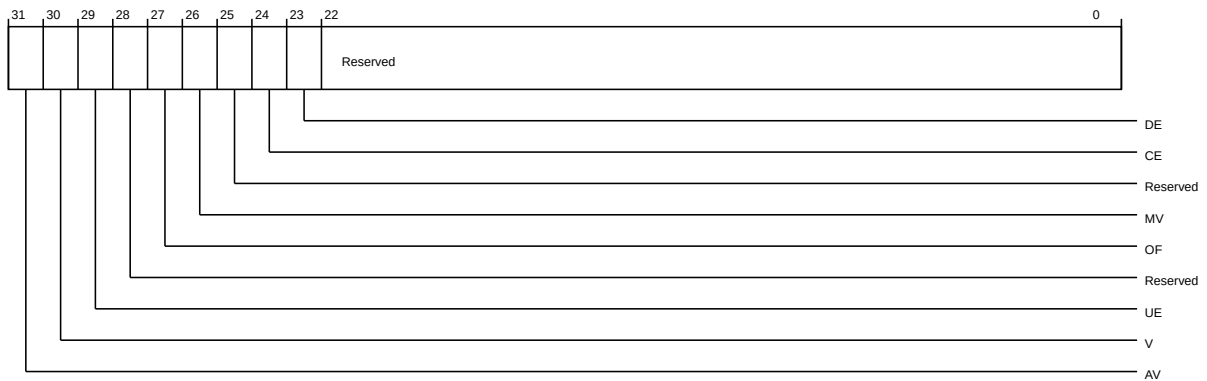 31 30 29 28 27 26 25 24 23 22 0
Reserved
DE
CE
Reserved
MV
OF
Reserved
UE
V
AV